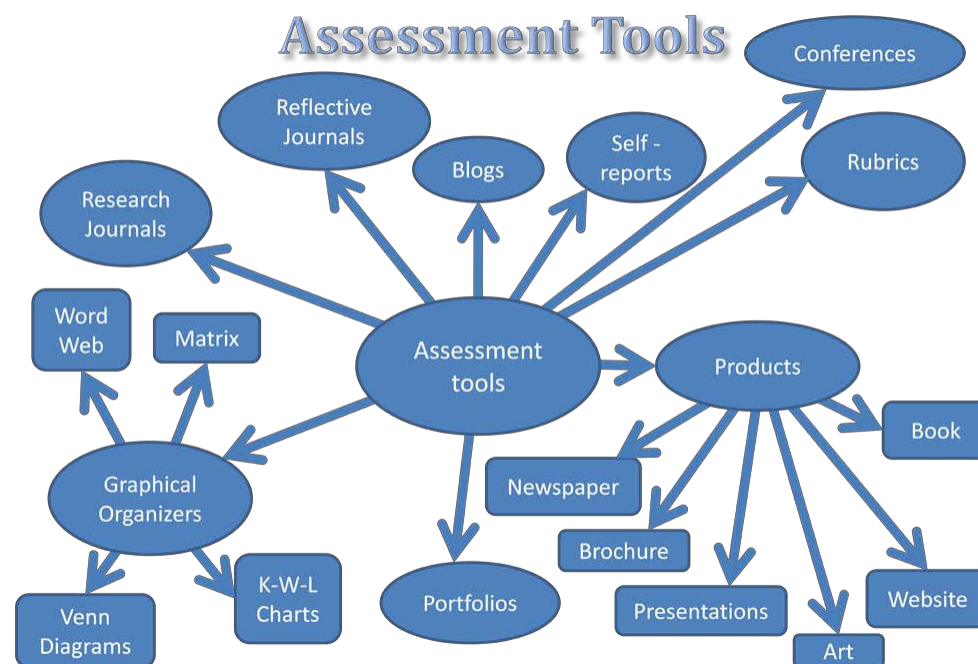 Assessment Tools
Conferences
Reflective
Journals
Blogs
Self -
reports
Rubrics
Research
Journals
Word
Web
Matrix
Assessment
tools
Products
Book
Graphical
Organizers
Newspaper
Brochure
Presentations
Art
Website
Portfolios
K-W-L
Charts
Venn
Diagrams